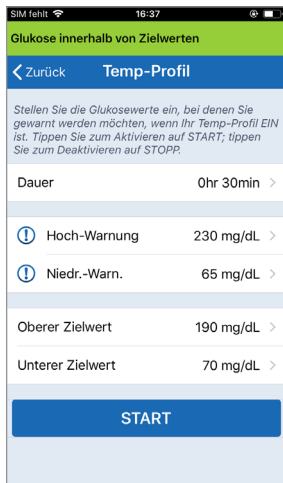 SIM fehlt 16:37
Glukose innerhalb von Zielwerten
Zurück Temp-Profil
Stellen Sie die Glukosewerte ein, bei denen Sie
gewarnt werden möchten, wenn Ihr Temp-Profil EIN
ist. Tippen Sie zum Aktivieren auf START; tippen
Sie zum Deaktivieren auf STOPP.
Dauer 0hr 30min
Hoch-Warnung 230 mg/dL
Niedr.-Warn. 65 mg/dL
Oberer Zielwert 190 mg/dL
Unterer Zielwert 70 mg/dL
START